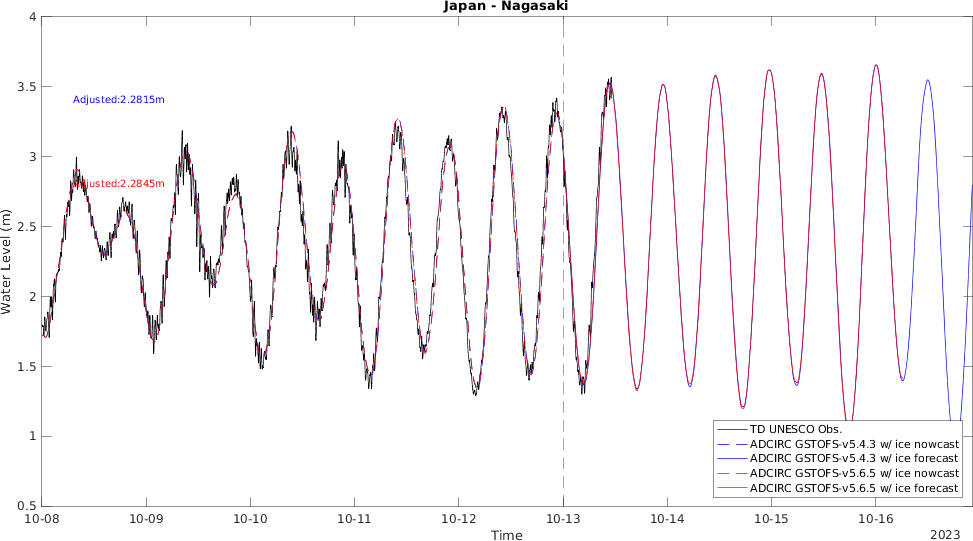 Japan - Nagasaki
4
3.5
3
2.5
2
1.5
1
0.5
Water Level (m)
Adjusted:2.2815m
Adjusted:2.2845m
TD UNESCO Obs.
ADCIRC GSTOFS-v5.4.3 w/ ice nowcast
ADCIRC GSTOFS-v5.4.3 w/ ice forecast
ADCIRC GSTOFS-v5.6.5 w/ ice nowcast
ADCIRC GSTOFS-v5.6.5 w/ ice forecast
10-08 10-09 10-10 10-11 10-12 10-13 10-14 10-15 10-16
Time
2023